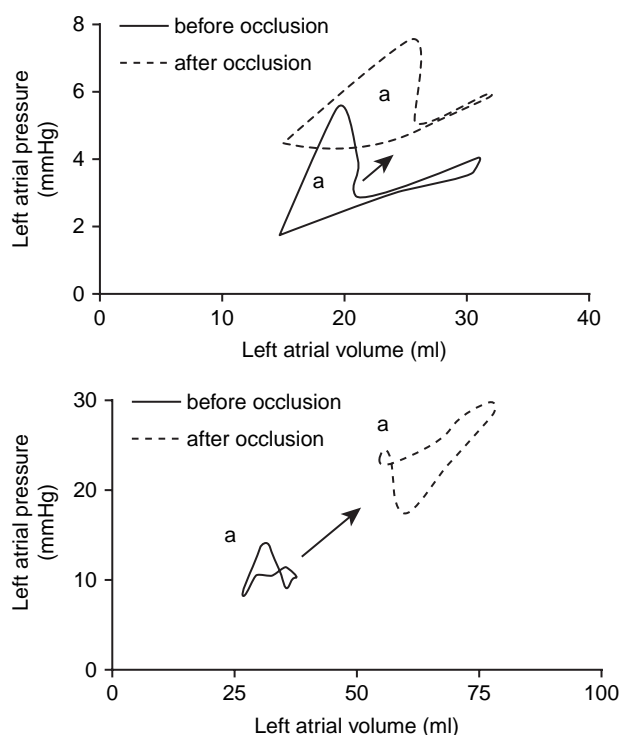 8
before occlusion
after occlusion
6
a
4
a
2
0
0
10
20
30
40
Left atrial pressure
(mmHg)
Left atrial volume (ml)
30
before occlusion
after occlusion
a
20
a
10
0
0
25
50
75
100
Left atrial pressure
(mmHg)
Left atrial volume (ml)